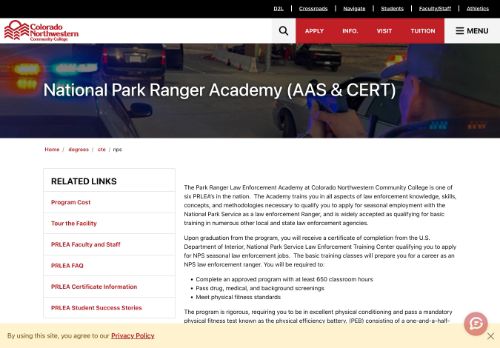 D2L Crossroads Navigate Students Faculty/Staff Athletics
Colorado
Northwestern
Community College
APPLY INFO. VISIT TUITION MENU
National Park Ranger Academy (AAS & CERT)
Home / degrees / cte / nps
RELATED LINKS
Program Cost
Tour the Facility
PRLEA Faculty and Staff
PRLEA FAQ
PRLEA Certificate Information
PRLEA Student Success Stories
The Park Ranger Law Enforcement Academy at Colorado Northwestern Community College is one of
six PRLEA's in the nation. The Academy trains you in all aspects of law enforcement knowledge, skills,
concepts, and methodologies necessary to qualify you to apply for seasonal employment with the
National Park Service as a law enforcement Ranger, and is widely accepted as qualifying for basic
training in numerous other local and state law enforcement agencies.
Upon graduation from the program, you will receive a certificate of completion from the U.S.
Department of Interior, National Park Service Law Enforcement Training Center qualifying you to apply
for NPS seasonal law enforcement jobs. The basic training classes will prepare you for a career as an
NPS law enforcement ranger. You will be required to:
• Complete an approved program with at least 650 classroom hours
• Pass drug, medical, and background screenings
• Meet physical fitness standards
The program is rigorous, requiring you to be in excellent physical conditioning and pass a mandatory
physical fitness test known as the physical efficiency battery, (PEB) consisting of a one-and-a-half-
By using this site, you agree to our Privacy Policy